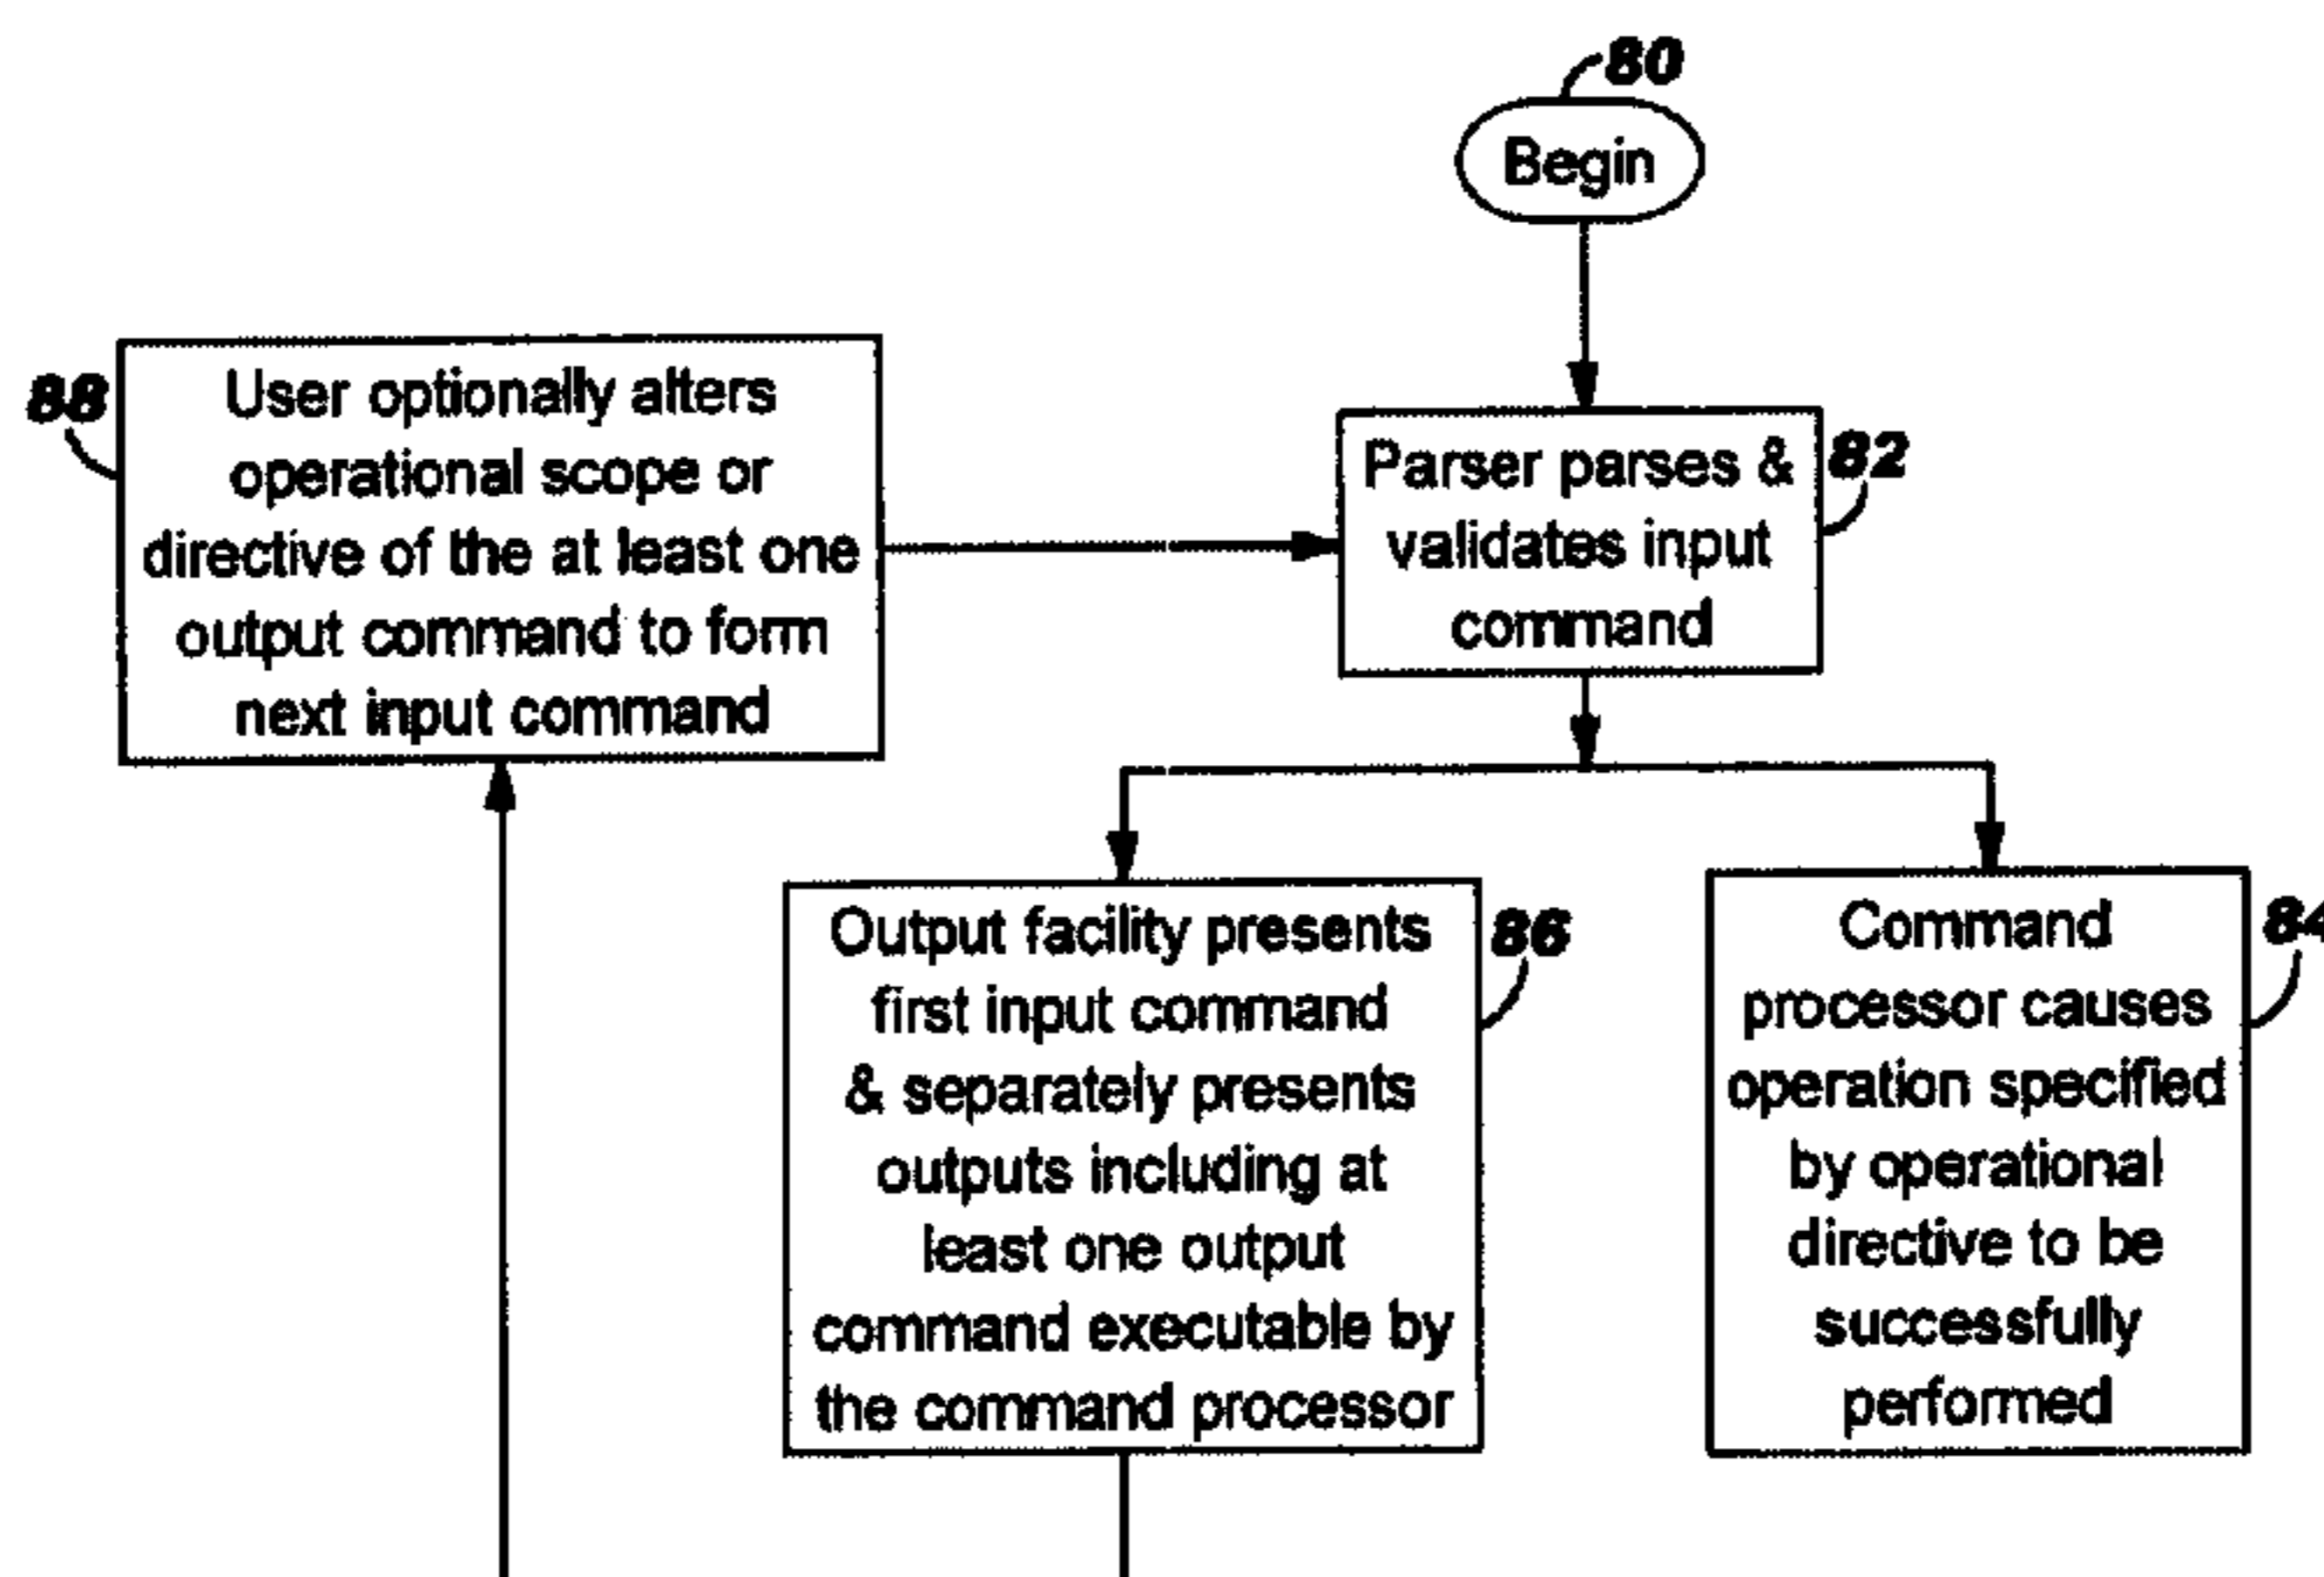 80
Begin
88
User optionally alters
operational scope or
directive of the at least one
output command to form
next input command
Parser parses &
validates input
command
82
Output facility presents
first input command
& separately presents
outputs including at
least one output
command executable by
the command processor
86
Command
processor causes
operation specified
by operational
directive to be
successfully
performed
84